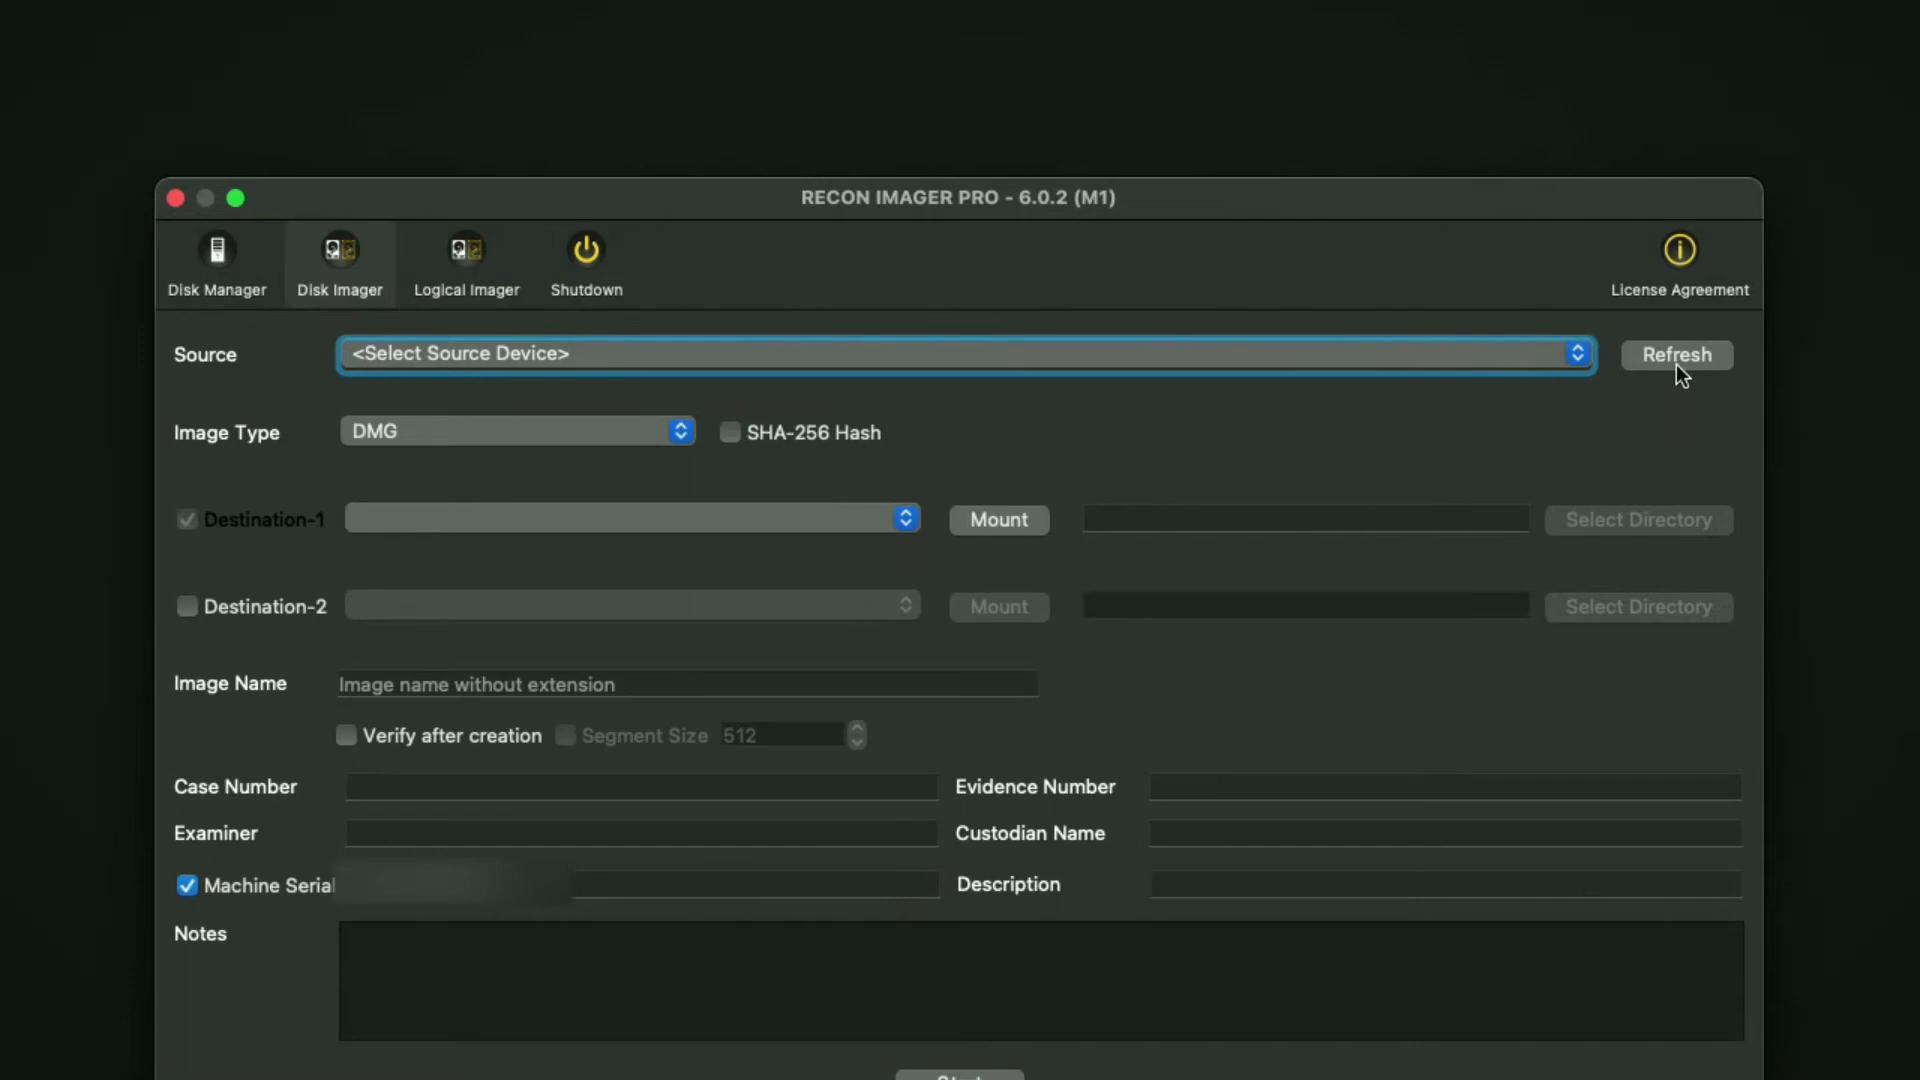 RECON IMAGER PRO - 6.0.2 (M1)
Disk Manager
Disk Imager
Logical Imager
Shutdown
License Agreement
Source
<Select Source Device>
Refresh
Image Type
DMG
SHA-256 Hash
Destination-1
Mount
Select Directory
Destination-2
Mount
Select Directory
Image Name
Image name without extension
Verify after creation
Segment Size
512
Case Number
Evidence Number
Examiner
Custodian Name
Machine Serial
Description
Notes